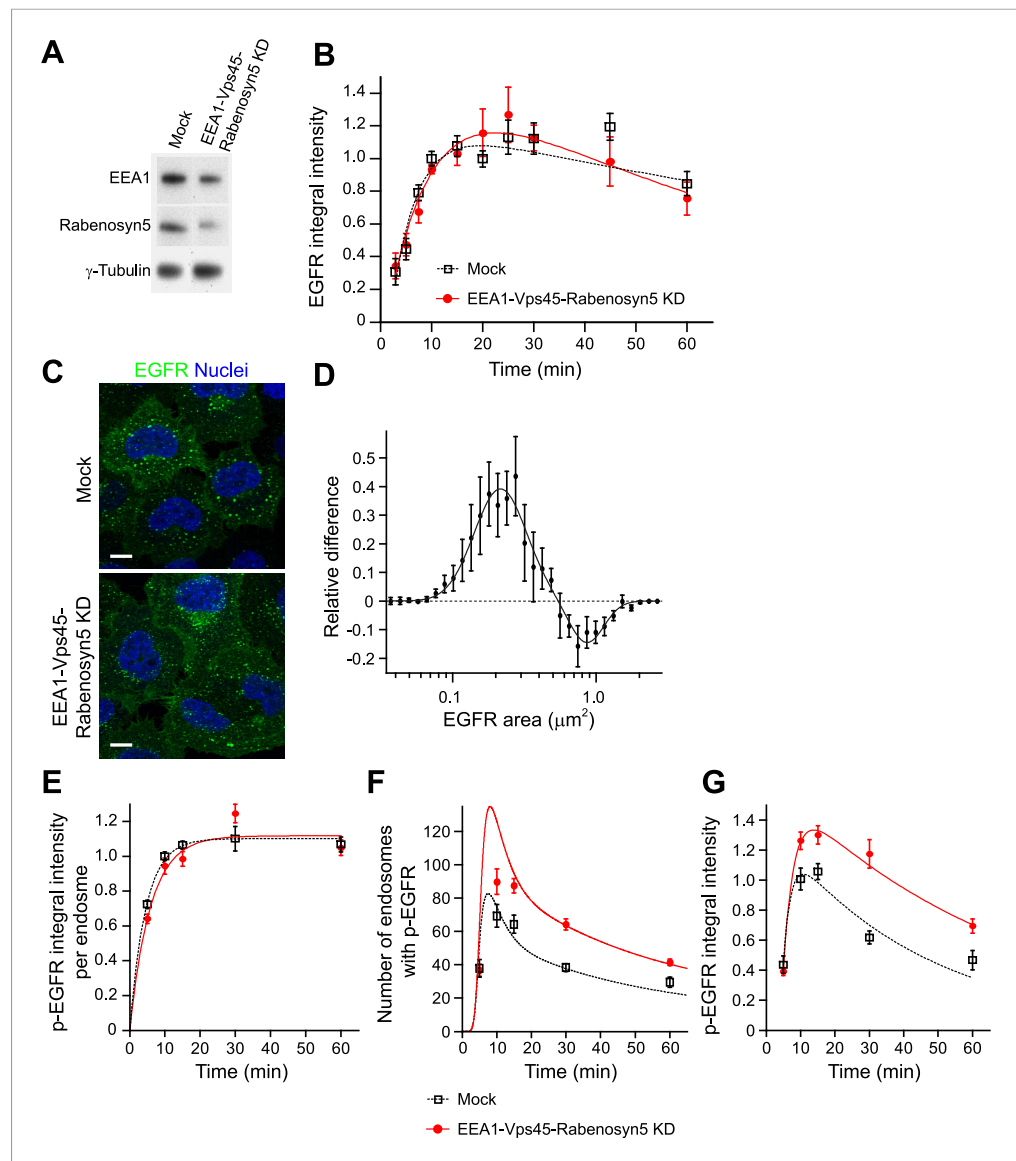 A
Mock
EEA1-Vps45-
Rabenosyn5 KD
EEA1
Rabenosyn5
γ-Tubulin
B
EGFR integral intensity
1.4
1.2
1.0
0.8
0.6
0.4
0.2
0
0 10 20 30 40 50 60
Time (min)
Mock
EEA1-Vps45-Rabenosyn5 KD
C
EGFR Nuclei
Mock
EEA1-Vps45-
Rabenosyn5 KD
D
Relative difference
0.5
0.4
0.3
0.2
0.1
0
-0.1
-0.2
0.1 1.0
EGFR area (μm²)
E
p-EGFR integral intensity
per endosome
1.2
1.0
0.8
0.6
0.4
0.2
0
0 10 20 30 40 50 60
Time (min)
F
Number of endosomes
with p-EGFR
120
100
80
60
40
20
0
0 10 20 30 40 50 60
Time (min)
G
p-EGFR integral intensity
1.4
1.2
1.0
0.8
0.6
0.4
0.2
0
0 10 20 30 40 50 60
Time (min)
Mock
EEA1-Vps45-Rabenosyn5 KD